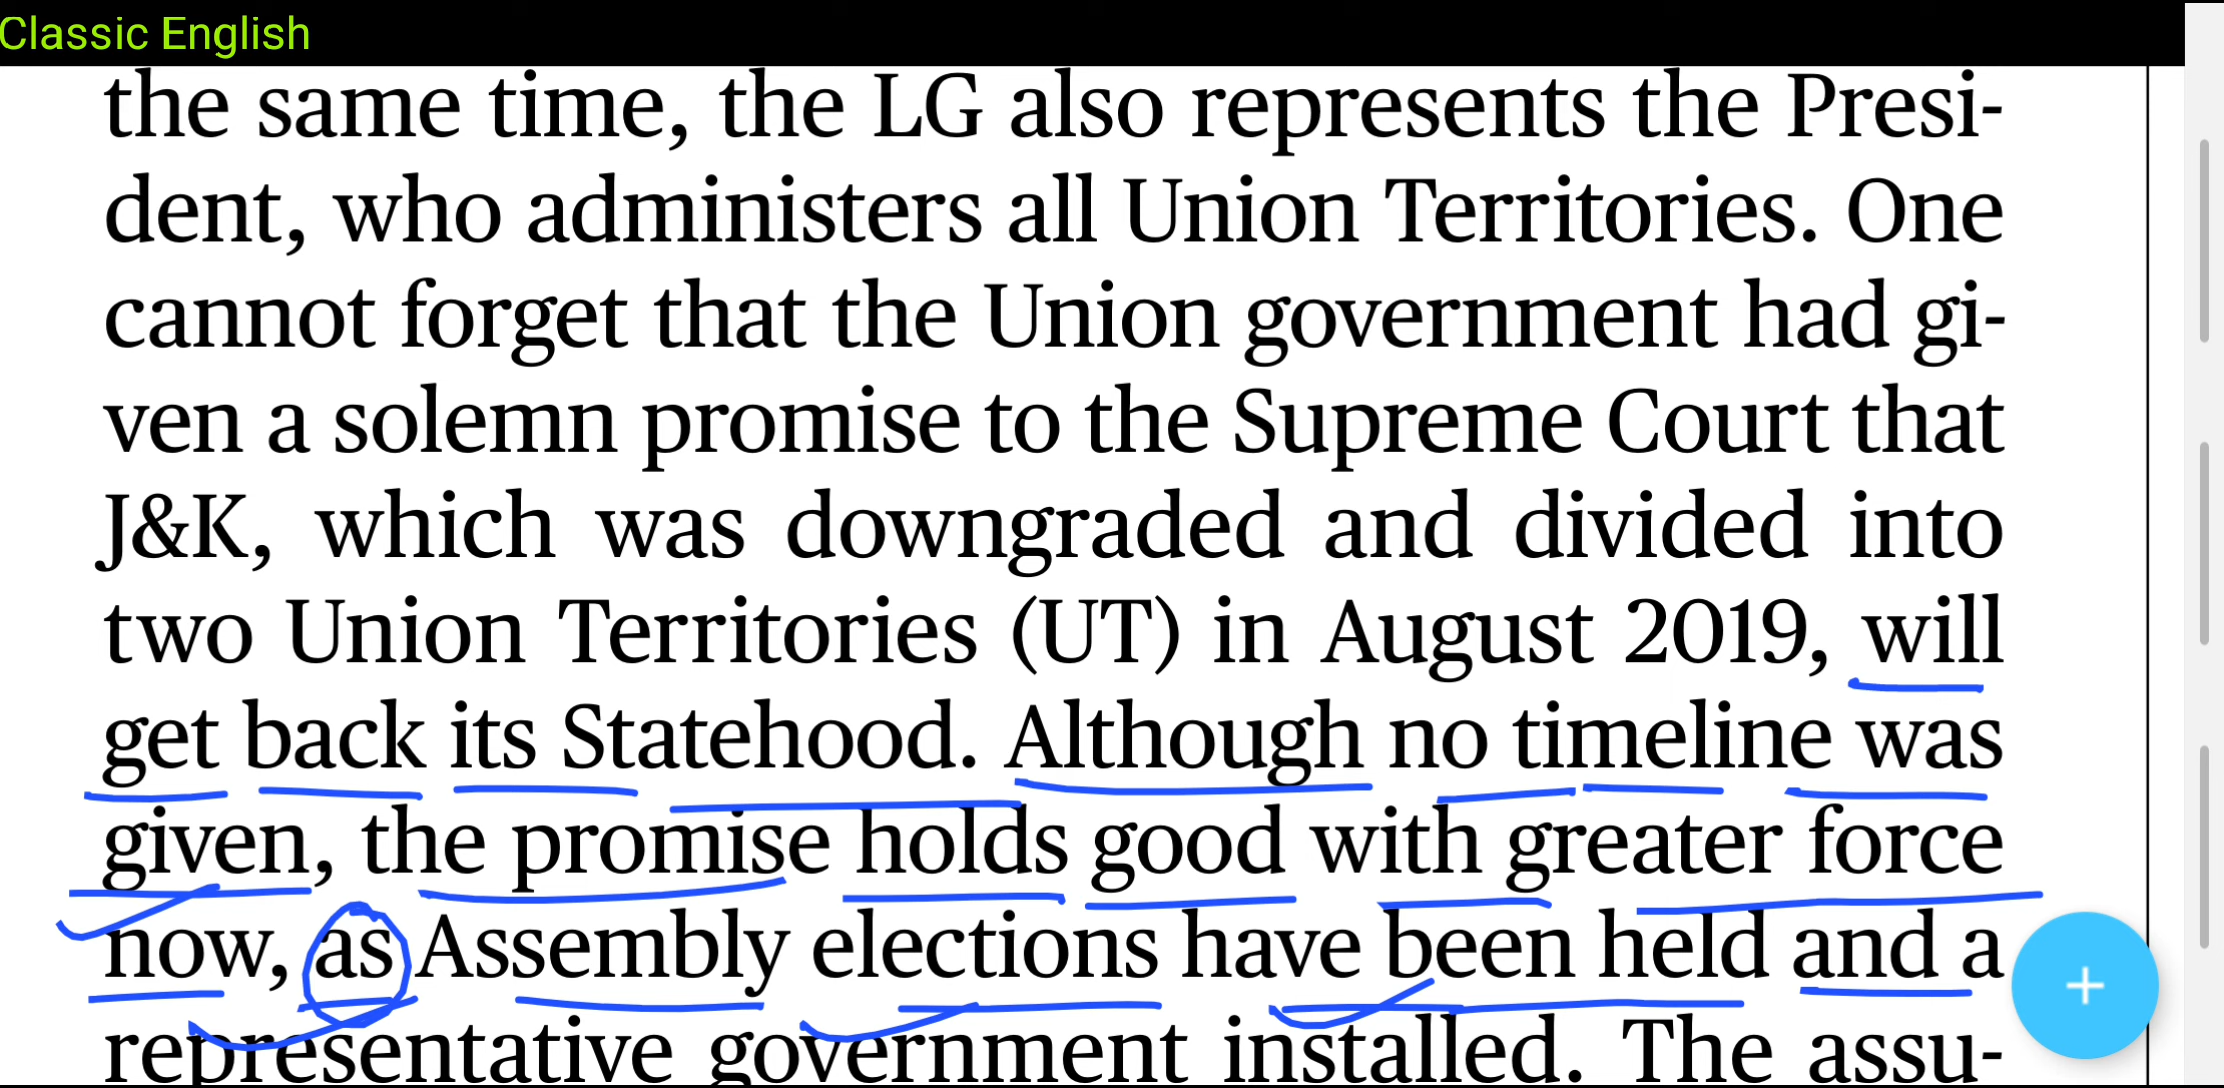 Classic English
the same time, the LG also represents the Presi-
dent, who administers all Union Territories. One
cannot forget that the Union government had gi-
ven a solemn promise to the Supreme Court that
J&K, which was downgraded and divided into
two Union Territories (UT) in August 2019, will
get back its Statehood. Although no timeline was
given, the promise holds good with greater force
now, as Assembly elections have been held and a
representative government installed. The assu-